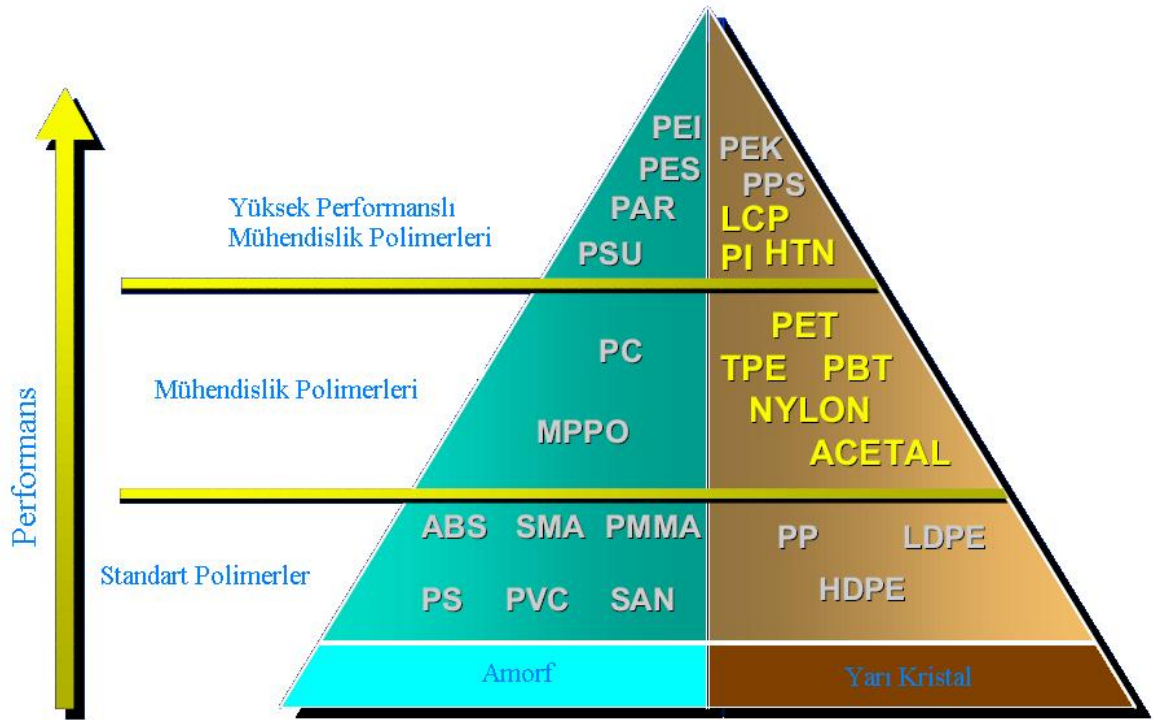 PEI
PEK
PES
PPS
Yüksek Performanslı
Mühendislik Polimerleri
PAR
LCP
PSU
PI HTN
PET
PC
TPE PBT
Mühendislik Polimerleri
NYLON
MPPO
ACETAL
Performans
ABS SMA PMMA
PP LDPE
Standart Polimerler
HDPE
PS PVC SAN
Amorf
Yarı Kristal